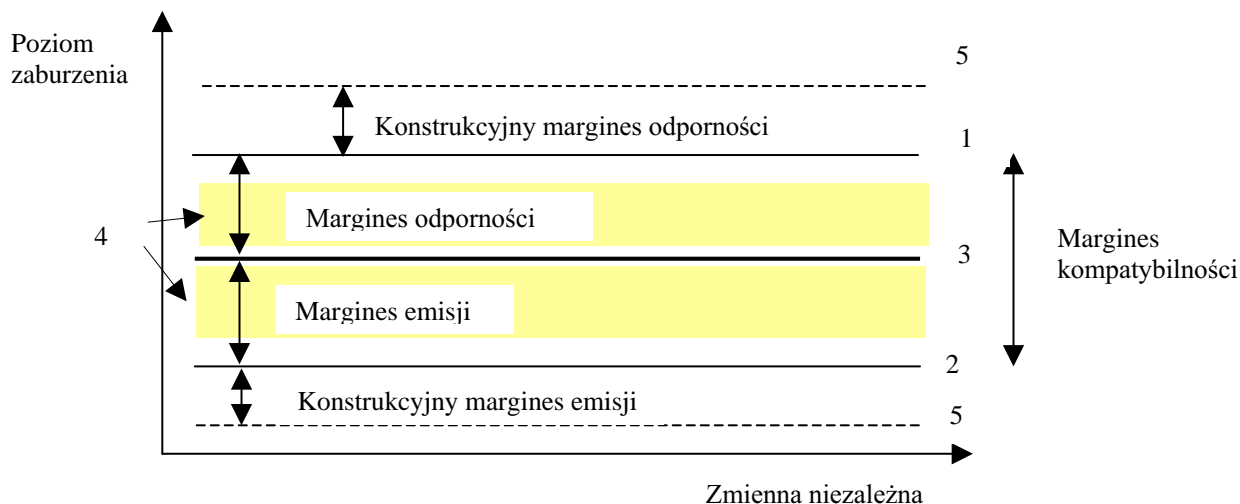 Poziom
zaburzenia
5
Konstrukcyjny margines odporności
1
Margines odporności
4
3
Margines
kompatybilności
Margines emisji
2
Konstrukcyjny margines emisji
5
Zmienna niezależna